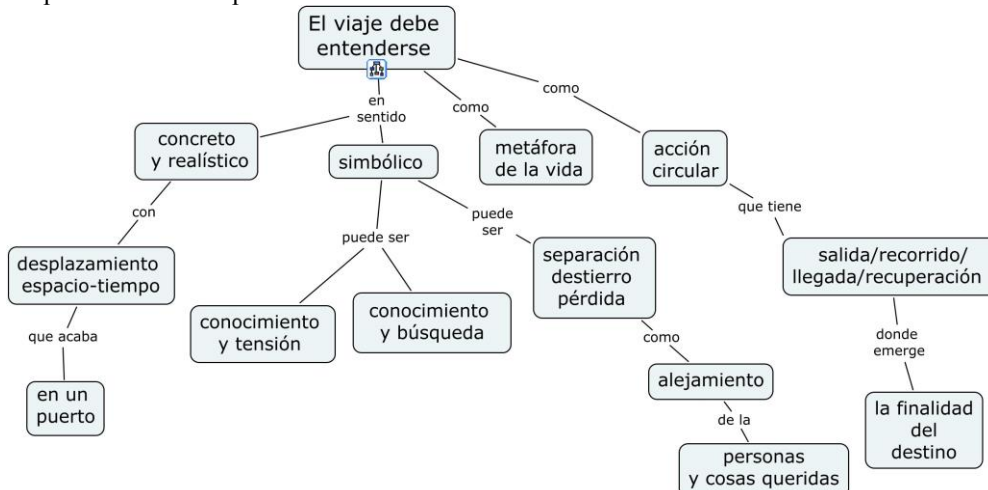 El viaje debe
entenderse
en
sentido
como
como
concreto
y realístico
simbólico
metáfora
de la vida
acción
circular
con
puede ser
puede
ser
que tiene
desplazamiento
espacio-tiempo
separación
destierro
pérdida
salida/recorrido/
llegada/recuperación
conocimiento
y tensión
conocimiento
y búsqueda
que acaba
como
donde
emerge
en un
puerto
alejamiento
la finalidad
del
destino
de la
personas
y cosas queridas